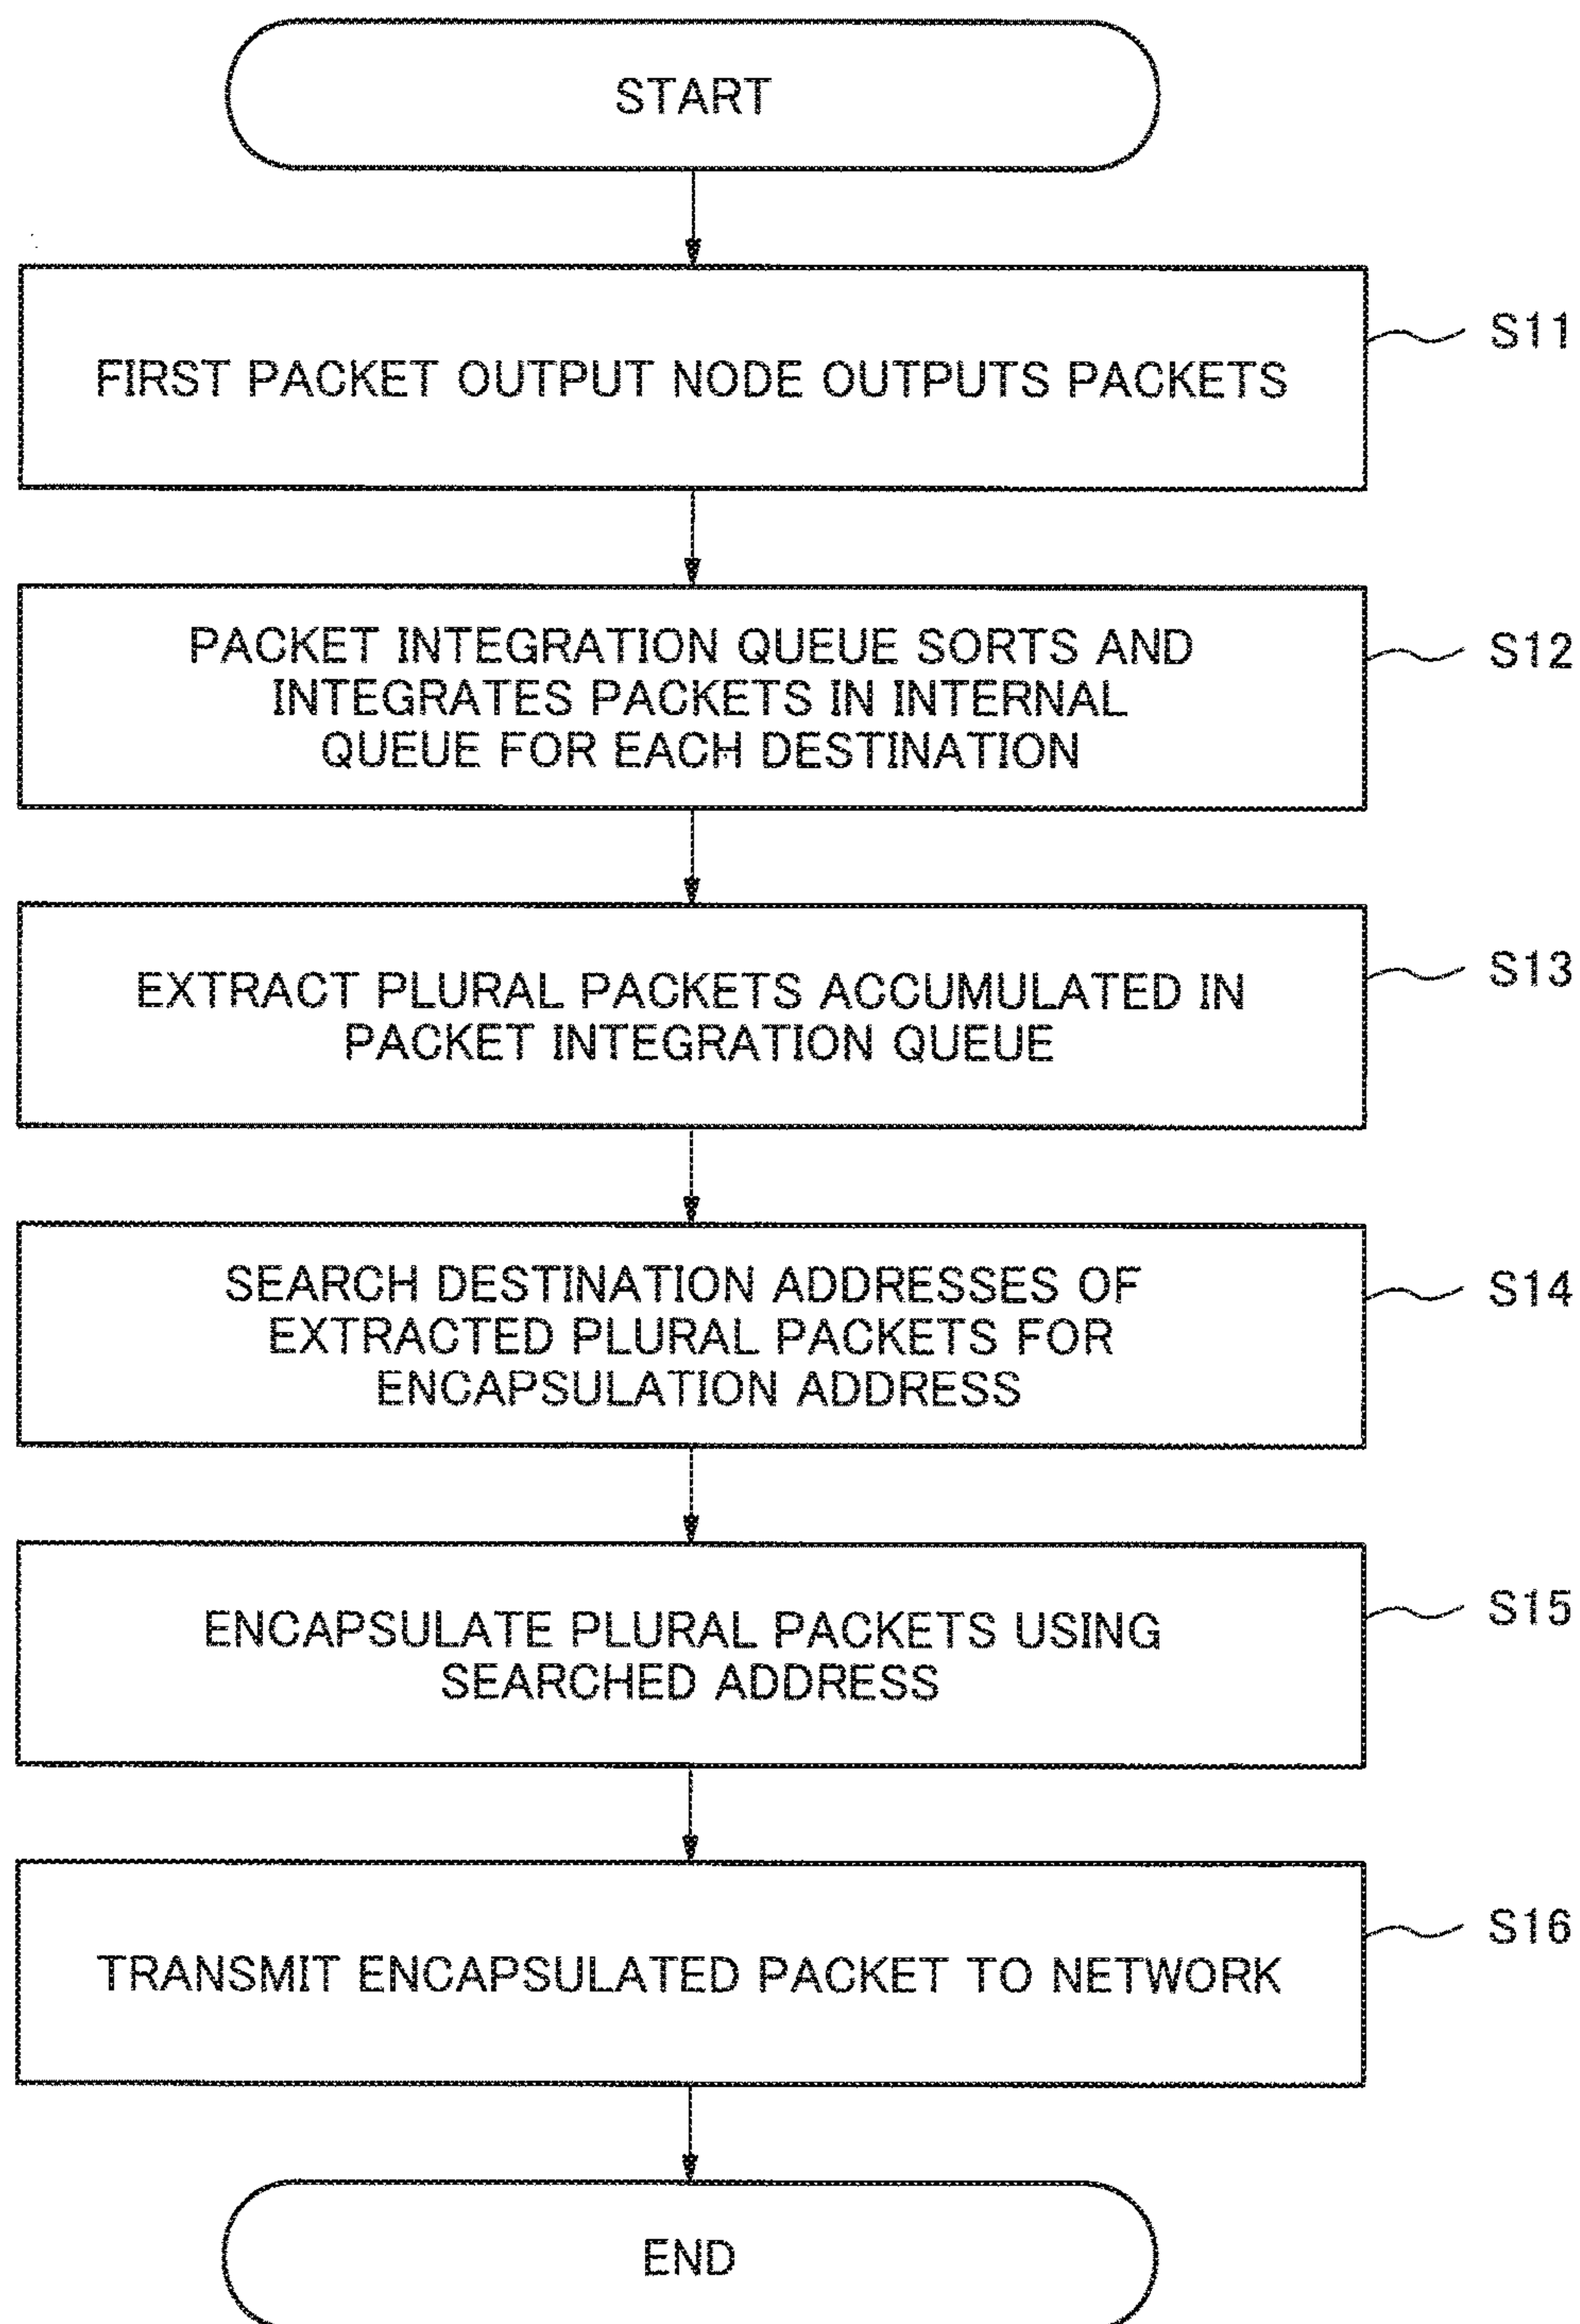 START
FIRST PACKET OUTPUT NODE OUTPUTS PACKETS
S11
PACKET INTEGRATION QUEUE SORTS AND
INTEGRATES PACKETS IN INTERNAL
QUEUE FOR EACH DESTINATION
S12
EXTRACT PLURAL PACKETS ACCUMULATED IN
PACKET INTEGRATION QUEUE
S13
SEARCH DESTINATION ADDRESSES OF
EXTRACTED PLURAL PACKETS FOR
ENCAPSULATION ADDRESS
S14
ENCAPSULATE PLURAL PACKETS USING
SEARCHED ADDRESS
S15
TRANSMIT ENCAPSULATED PACKET TO NETWORK
S16
END